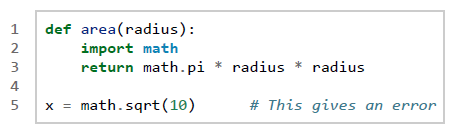 1 def area(radius):
2     import math
3     return math.pi * radius * radius
4
5 x = math.sqrt(10)      # This gives an error